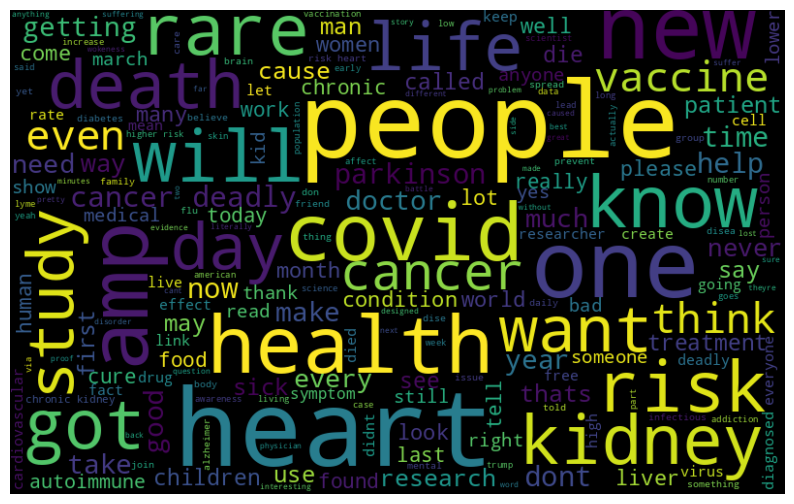 anything
suffering
vaccination
story
low
keep
getting
rare
man
life
new
lower
increase
wokeness
care
risk heart
early
scientist
well
come
march
brain
women
die
said
death
cause
called
anyone
suffer
vaccine
yet
let
chronic
far
believe
different
problem
spread
data
lead
long
rate
diabetes
many
work
caused
patient
even
mean
higher risk
skin
kid
population
people
actually
cell
time
need
way
will
affect
parkinson
side
best
group
great
please
help
show
minutes
family
two
don
made
prevent
really
cancer
deadly
doctor
lot
yes
know
person
lyme
pretty
battle
without
number
yeah
flu
today
friend
much
literally
evidence
covid
researcher
create
disea
lost
never
medical
thing
one
sure
study
amp
day
month
american
science
cancer
say
going
theyre
human
live
now
thank
condition
world
daily
goes
cant
bad
first
effect
read
make
designed
deadly
everyone
link
disorder
may
died
dise
next
want
think
via
food
health
week
year
treatment
proof
cure
drug
question
someone
fact
sick
every
see
issue
free
chronic kidney
body
symptom
still
thats
part
risk
good
awareness
living
case
tell
told
infectious
cardiovascular
got
heart
didnt
look
right
high
addiction
back
last
kidney
diagnosed
take
join
alzheimer
physician
mental
trump
liver
virus
autoimmune
children
use
found
research
dont
interesting
word
something